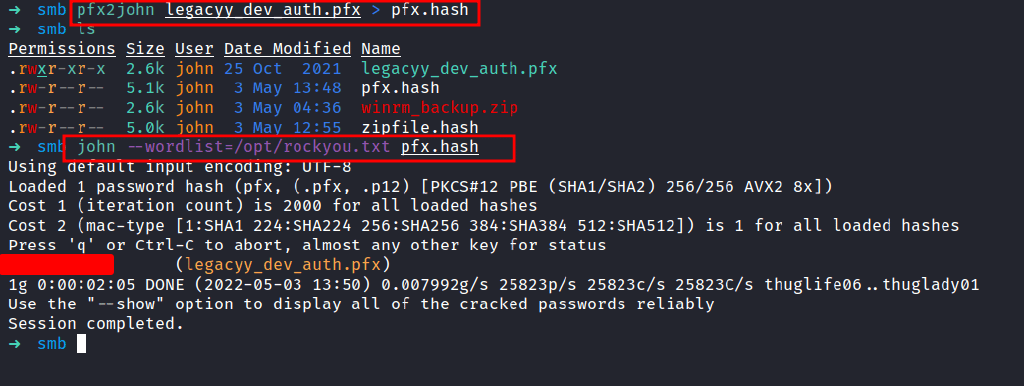 ➜ smb pfx2john legacyy_dev_auth.pfx > pfx.hash
➜ smb ls
Permissions Size User Date Modified Name
.rwxr-xr-x 2.6k john 25 Oct 2021 legacyy_dev_auth.pfx
.rw-r--r-- 5.1k john 3 May 13:48 pfx.hash
.rw-r--r-- 2.6k john 3 May 04:36 winrm_backup.zip
.rw-r--r-- 5.0k john 3 May 12:55 zipfile.hash
➜ smb john --wordlist=/opt/rockyou.txt pfx.hash
Using default input encoding: UTF-8
Loaded 1 password hash (pfx, (.pfx, .p12) [PKCS#12 PBE (SHA1/SHA2) 256/256 AVX2 8x])
Cost 1 (iteration count) is 2000 for all loaded hashes
Cost 2 (mac-type [1:SHA1 224:SHA224 256:SHA256 384:SHA384 512:SHA512]) is 1 for all loaded hashes
Press 'q' or Ctrl-C to abort, almost any other key for status
(legacyy_dev_auth.pfx)
1g 0:00:02:05 DONE (2022-05-03 13:50) 0.007992g/s 25823p/s 25823c/s 25823C/s thuglife06..thuglady01
Use the "--show" option to display all of the cracked passwords reliably
Session completed.
➜ smb